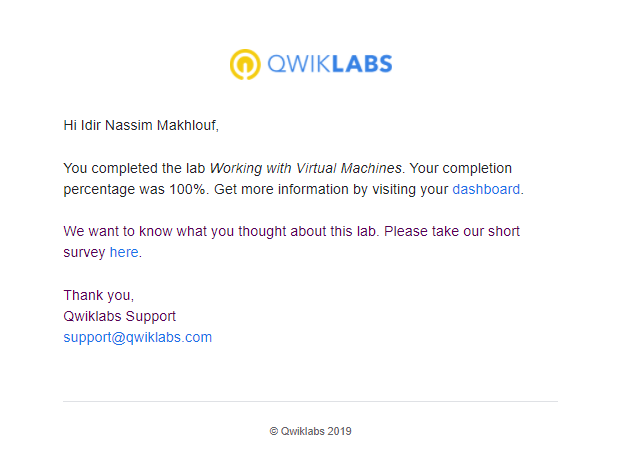 QWIKLABS
Hi Idir Nassim Makhlouf,
You completed the lab Working with Virtual Machines. Your completion
percentage was 100%. Get more information by visiting your dashboard.
We want to know what you thought about this lab. Please take our short
survey here.
Thank you,
Qwiklabs Support
support@qwiklabs.com
© Qwiklabs 2019